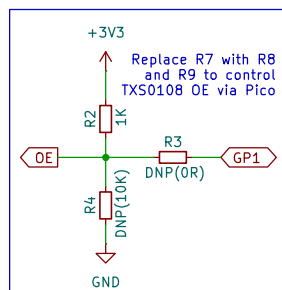 +3V3
Replace R7 with R8
and R9 to control
TXS0108 OE via Pico
R2
1K
R3
OE
GP1
DNP(0R)
R4
DNP(10K)
GND